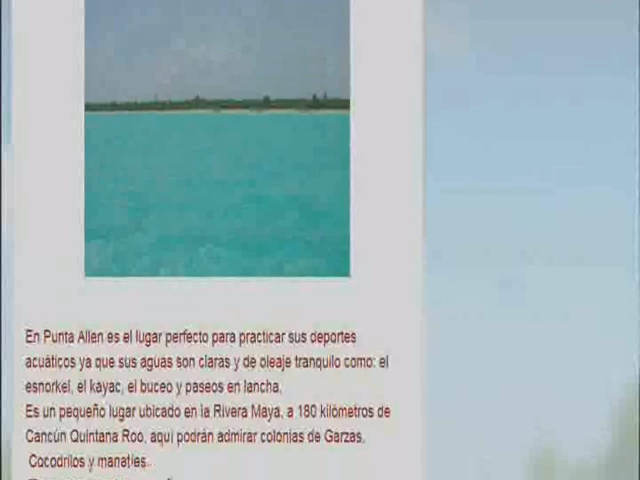 En Punta Allen es el lugar perfecto para practicar sus deportes
acuáticos ya que sus aguas son claras y de oleaje tranquilo como: el
esnorkel, el kayac, el buceo y paseos en lancha.
Es un pequeño lugar ubicado en la Rivera Maya, a 180 kilómetros de
Cancún Quintana Roo, aquí podrán admirar colonias de Garzas,
Cocodrilos y manatíes..